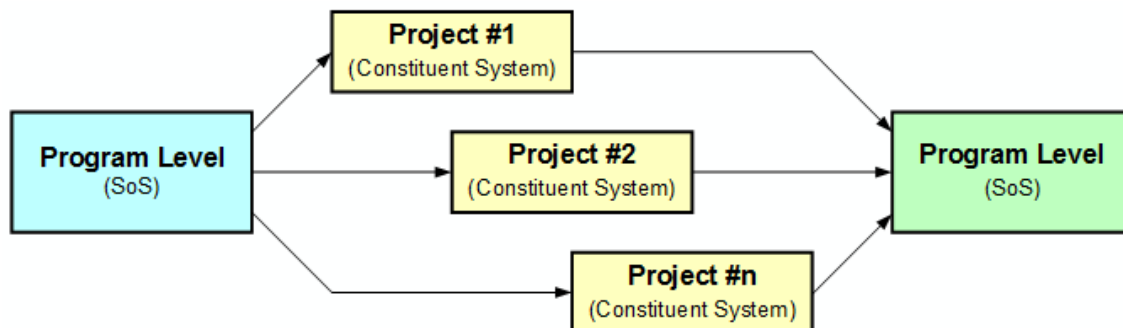 Project #1
(Constituent System)
Program Level
(SoS)
Project #2
(Constituent System)
Program Level
(SoS)
Project #n
(Constituent System)